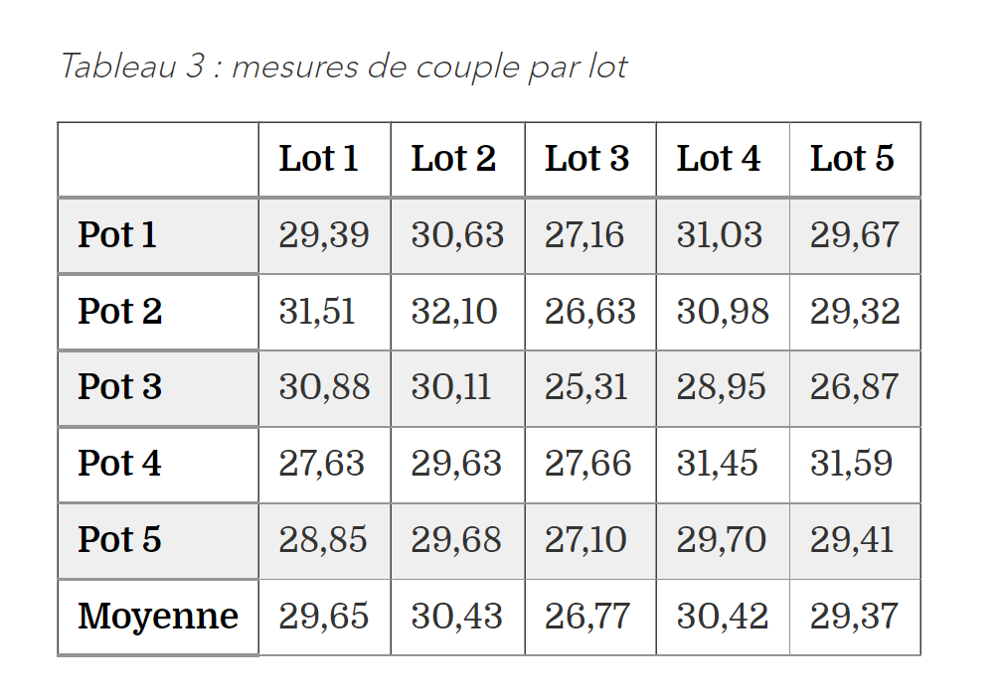 Tableau 3 : mesures de couple par lot
Lot 1 Lot 2 Lot 3 Lot 4 Lot 5
Pot 1 29,39 30,63 27,16 31,03 29,67
Pot 2 31,51 32,10 26,63 30,98 29,32
Pot 3 30,88 30,11 25,31 28,95 26,87
Pot 4 27,63 29,63 27,66 31,45 31,59
Pot 5 28,85 29,68 27,10 29,70 29,41
Moyenne 29,65 30,43 26,77 30,42 29,37